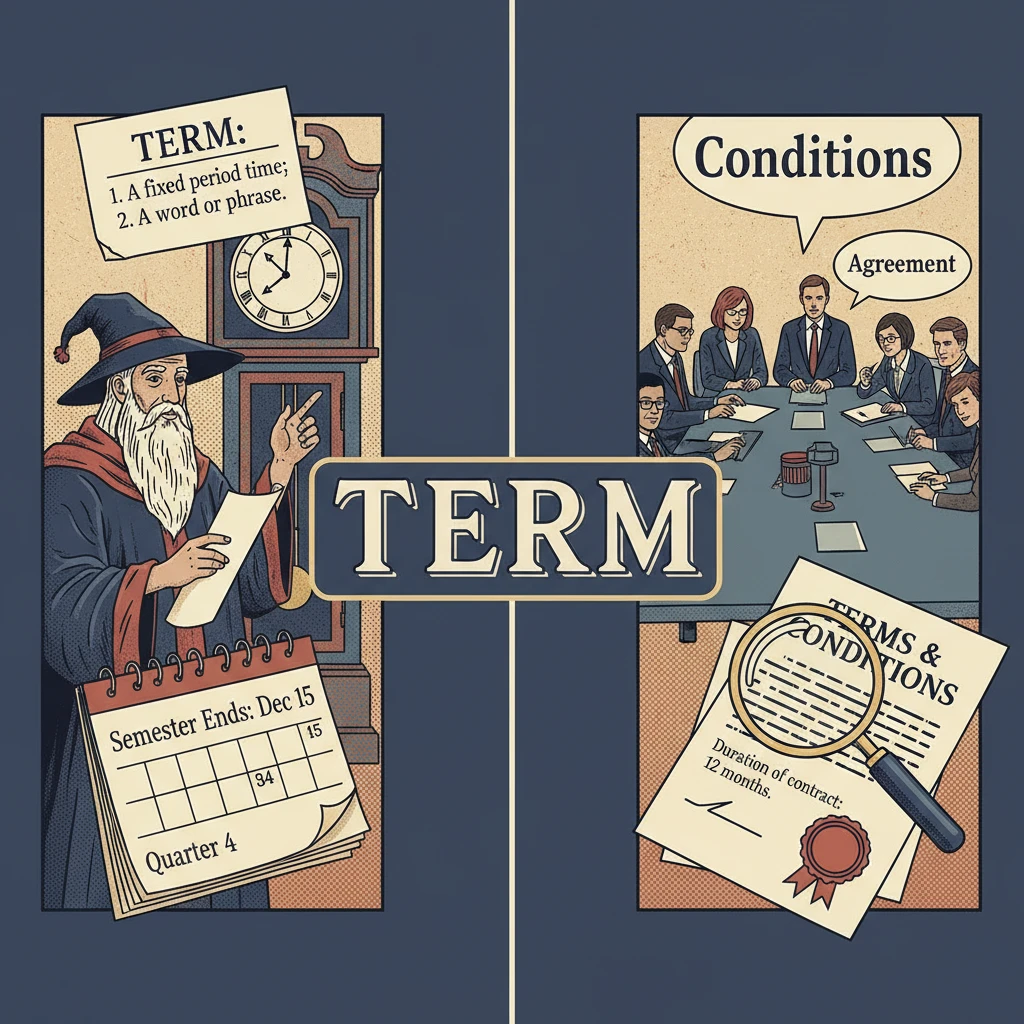 TERM:
1. A fixed period time;
2. A word or phrase.
Semester Ends: Dec 15
15
34
Quarter 4
TERM
Conditions
Agreement
TERMS &
CONDITIONS
Duration of contract:
12 months.